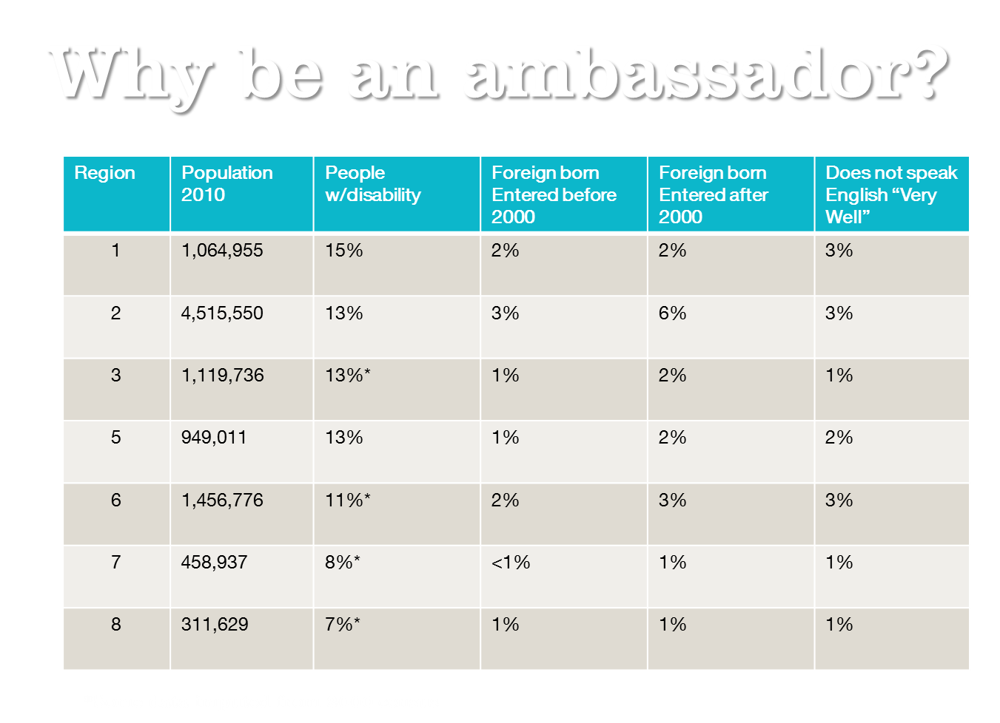 Why be an ambassador?
Region Population 2010 People w/disability Foreign born Entered before 2000 Foreign born Entered after 2000 Does not speak English “Very Well”
1 1,064,955 15% 2% 2% 3%
2 4,515,550 13% 3% 6% 3%
3 1,119,736 13%* 1% 2% 1%
5 949,011 13% 1% 2% 2%
6 1,456,776 11%* 2% 3% 3%
7 458,937 8%* <1% 1% 1%
8 311,629 7%* 1% 1% 1%